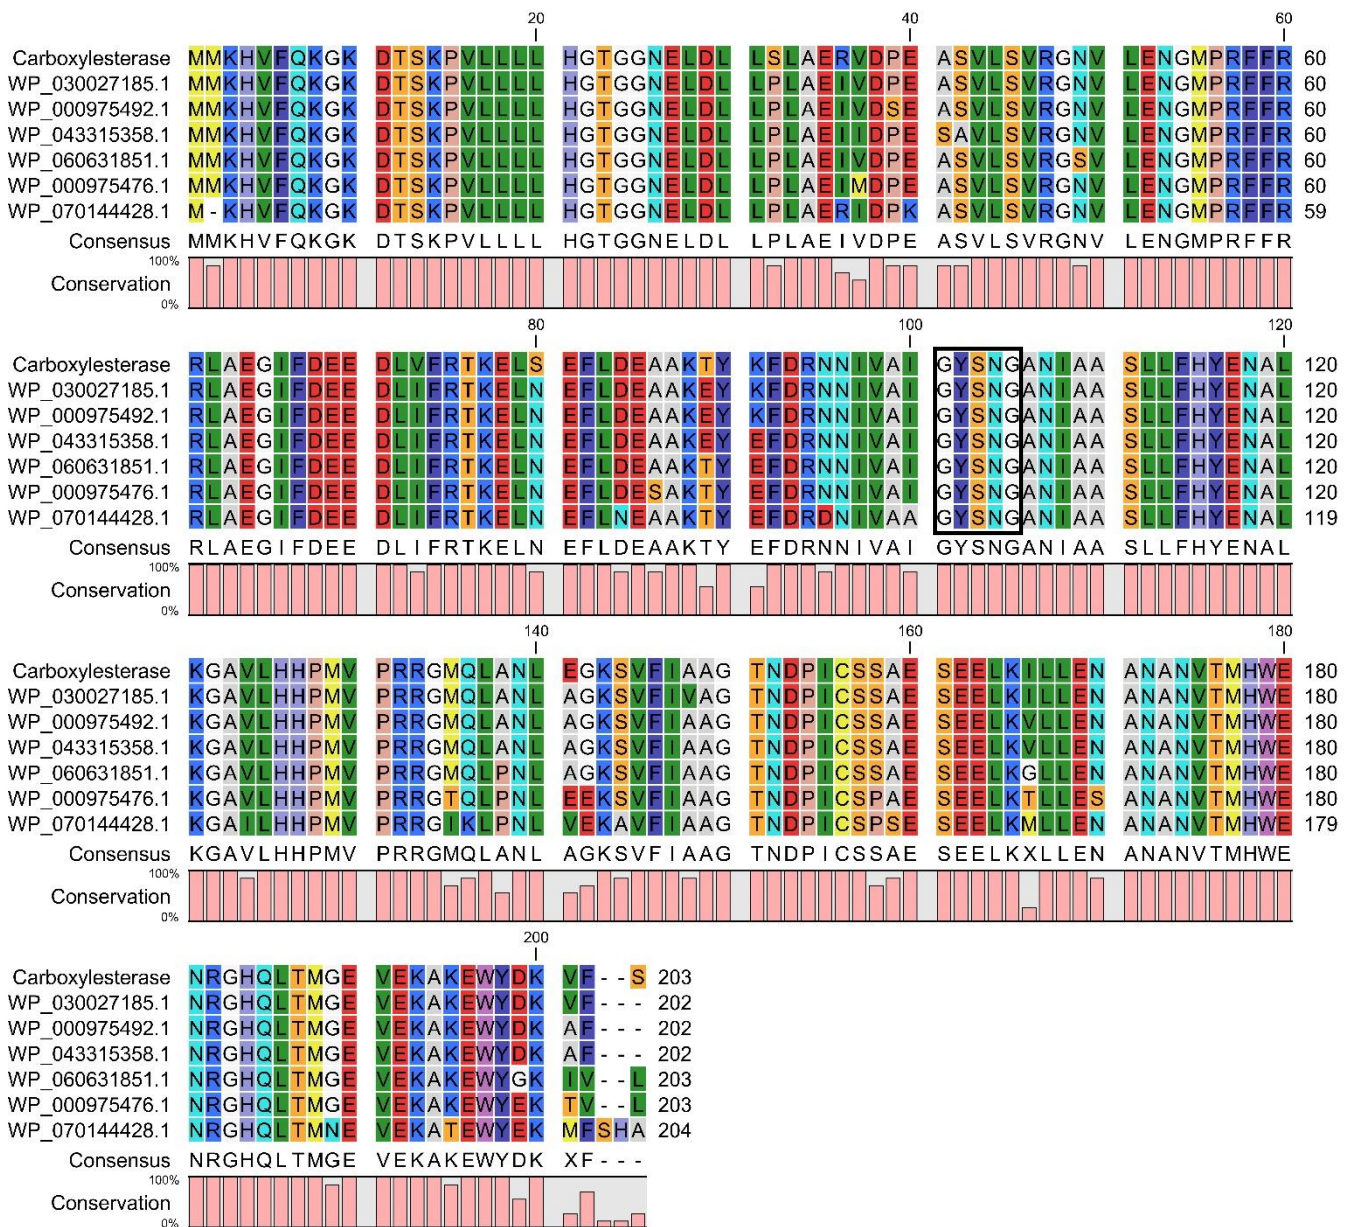 20 40 60
Carboxylesterase MMKHVFQKGK DTSKPVLLLL HGTGGNELDL LSLAERVDPE ASVLSVRGNV LENGMPRFFR 60
WP_030027185.1 MMKHVFQKGK DTSKPVLLLL HGTGGNELDL LPLAEIVDPE ASVLSVRGNV LENGMPRFFR 60
WP_000975492.1 MMKHVFQKGK DTSKPVLLLL HGTGGNELDL LPLAEIVDSE ASVLSVRGNV LENGMPRFFR 60
WP_043315358.1 MMKHVFQKGK DTSKPVLLLL HGTGGNELDL LPLAEIIDPE SAVLSVRGNV LENGMPRFFR 60
WP_060631851.1 MMKHVFQKGK DTSKPVLLLL HGTGGNELDL LPLAEIVDPE ASVLSVRGSV LENGMPRFFR 60
WP_000975476.1 MMKHVFQKGK DTSKPVLLLL HGTGGNELDL LPLAEIMDPE ASVLSVRGNV LENGMPRFFR 60
WP_070144428.1 M-KHVFQKGK DTSKPVLLLL HGTGGNELDL LPLAERIDPK ASVLSVRGNV LENGMPRFFR 59
Consensus MMKHVFQKGK DTSKPVLLLL HGTGGNELDL LPLAEIVDPE ASVLSVRGNV LENGMPRFFR
100%
Conservation
0%
80 100 120
Carboxylesterase RLAEGIFDEE DLVFRTKELS EFLDEAAKTY KFDRNNIVAI GYSNGANIAA SLLFHYENAL 120
WP_030027185.1 RLAEGIFDEE DLIFRTKELN EFLDEAAKEY KFDRNNIVAI GYSNGANIAA SLLFHYENAL 120
WP_000975492.1 RLAEGIFDEE DLIFRTKELN EFLDEAAKEY KFDRNNIVAI GYSNGANIAA SLLFHYENAL 120
WP_043315358.1 RLAEGIFDEE DLIFRTKELN EFLDEAAKEY EFDRNNIVAI GYSNGANIAA SLLFHYENAL 120
WP_060631851.1 RLAEGIFDEE DLIFRTKELN EFLDEAAKTY EFDRNNIVAI GYSNGANIAA SLLFHYENAL 120
WP_000975476.1 RLAEGIFDEE DLIFRTKELN EFLDESAKTY EFDRNNIVAI GYSNGANIAA SLLFHYENAL 120
WP_070144428.1 RLAEGIFDEE DLIFRTKELN EFLNEAAKTY EFDRDNIVAA GYSNGANIAA SLLFHYENAL 119
Consensus RLAEGIFDEE DLIFRTKELN EFLDEAAKTY EFDRNNIVAI GYSNGANIAA SLLFHYENAL
100%
Conservation
0%
140 160 180
Carboxylesterase KGAVLHHPMV PRRGMQLANL EGKSVFIAAG TNDPICSSAE SEELKILLEN ANANVTMHWE 180
WP_030027185.1 KGAVLHHPMV PRRGMQLANL AGKSVFIVAG TNDPICSSAE SEELKILLEN ANANVTMHWE 180
WP_000975492.1 KGAVLHHPMV PRRGMQLANL AGKSVFIAAG TNDPICSSAE SEELKVLLEN ANANVTMHWE 180
WP_043315358.1 KGAVLHHPMV PRRGMQLANL AGKSVFIAAG TNDPICSSAE SEELKVLLEN ANANVTMHWE 180
WP_060631851.1 KGAVLHHPMV PRRGMQLPNL AGKSVFIAAG TNDPICSSAE SEELKGLLEN ANANVTMHWE 180
WP_000975476.1 KGAVLHHPMV PRRGTQLPNL EEKSVFIAAG TNDPICSPAE SEELKTLLES ANANVTMHWE 180
WP_070144428.1 KGAILHHPMV PRRGIKLPNL VEKAVFIAAG TNDPICSPSE SEELKMLLEN ANANVTMHWE 179
Consensus KGAVLHHPMV PRRGMQLANL AGKSVFIAAG TNDPICSSAE SEELKXLLEN ANANVTMHWE
100%
Conservation
0%
200
Carboxylesterase NRGHQLTMGE VEKAKEWYDK VF--S 203
WP_030027185.1 NRGHQLTMGE VEKAKEWYDK VF--- 202
WP_000975492.1 NRGHQLTMGE VEKAKEWYDK AF--- 202
WP_043315358.1 NRGHQLTMGE VEKAKEWYDK AF--- 202
WP_060631851.1 NRGHQLTMGE VEKAKEWYGK IV--L 203
WP_000975476.1 NRGHQLTMGE VEKAKEWYEK TV--L 203
WP_070144428.1 NRGHQLTMNE VEKATEWYEK MFSHA 204
Consensus NRGHQLTMGE VEKAKEWYDK XF---
100%
Conservation
0%